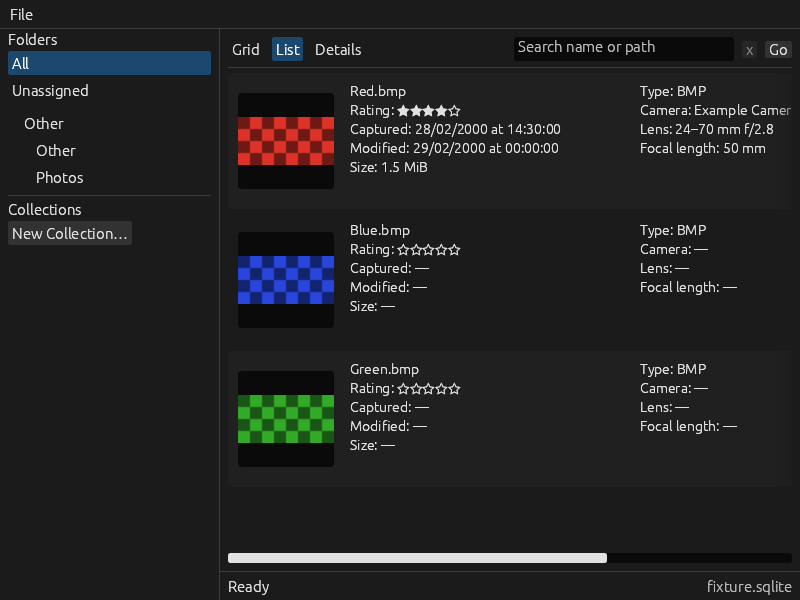 File
Folders
All
Unassigned
Other
Other
Photos
Collections
New Collection...
Grid List Details
Search name or path
x Go
Red.bmp
Rating: ★★★★☆
Captured: 28/02/2000 at 14:30:00
Modified: 29/02/2000 at 00:00:00
Size: 1.5 MiB
Type: BMP
Camera: Example Camer
Lens: 24–70 mm f/2.8
Focal length: 50 mm
Blue.bmp
Rating: ☆☆☆☆☆
Captured: —
Modified: —
Size: —
Type: BMP
Camera: —
Lens: —
Focal length: —
Green.bmp
Rating: ☆☆☆☆☆
Captured: —
Modified: —
Size: —
Type: BMP
Camera: —
Lens: —
Focal length: —
Ready
fixture.sqlite